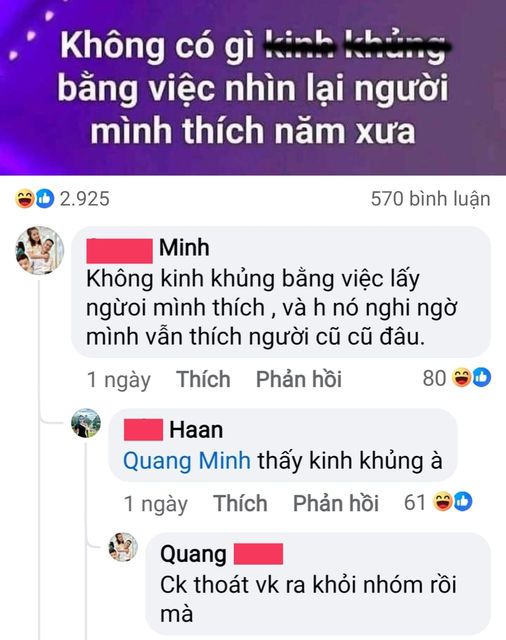 Không có gì kinh khủng
bằng việc nhìn lại người
mình thích năm xưa
2.925
570 bình luận
Minh
Không kinh khủng bằng việc lấy
ngừoi mình thích , và h nó nghi ngờ
mình vẫn thích người cũ cũ đâu.
1 ngày Thích Phản hồi 80
Haan
Quang Minh thấy kinh khủng à
1 ngày Thích Phản hồi 61
Quang
Ck thoát vk ra khỏi nhóm rồi
mà